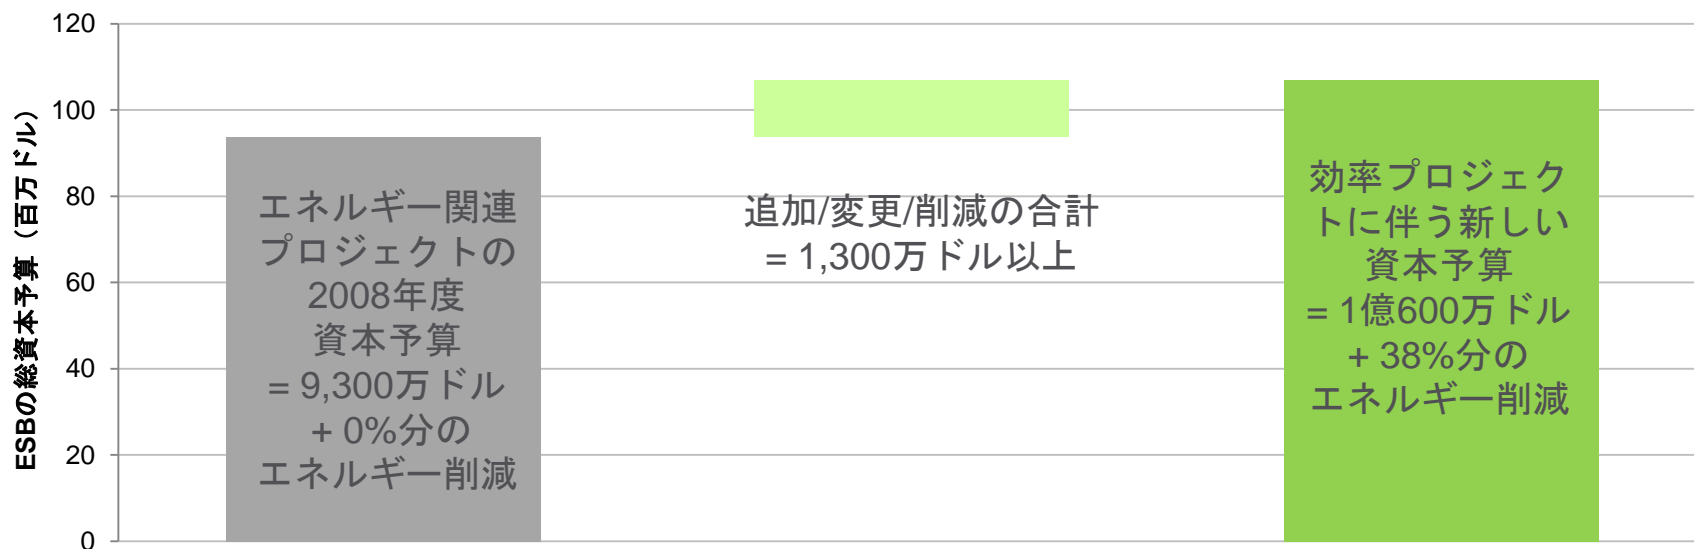 ESBの総資本予算（百万ドル）
120
100
80
60
40
20
0
エネルギー関連
プロジェクトの
2008年度
資本予算
= 9,300万ドル
+ 0%分の
エネルギー削減
追加/変更/削減の合計
= 1,300万ドル以上
効率プロジェク
トに伴う新しい
資本予算
= 1億600万ドル
+ 38%分の
エネルギー削減